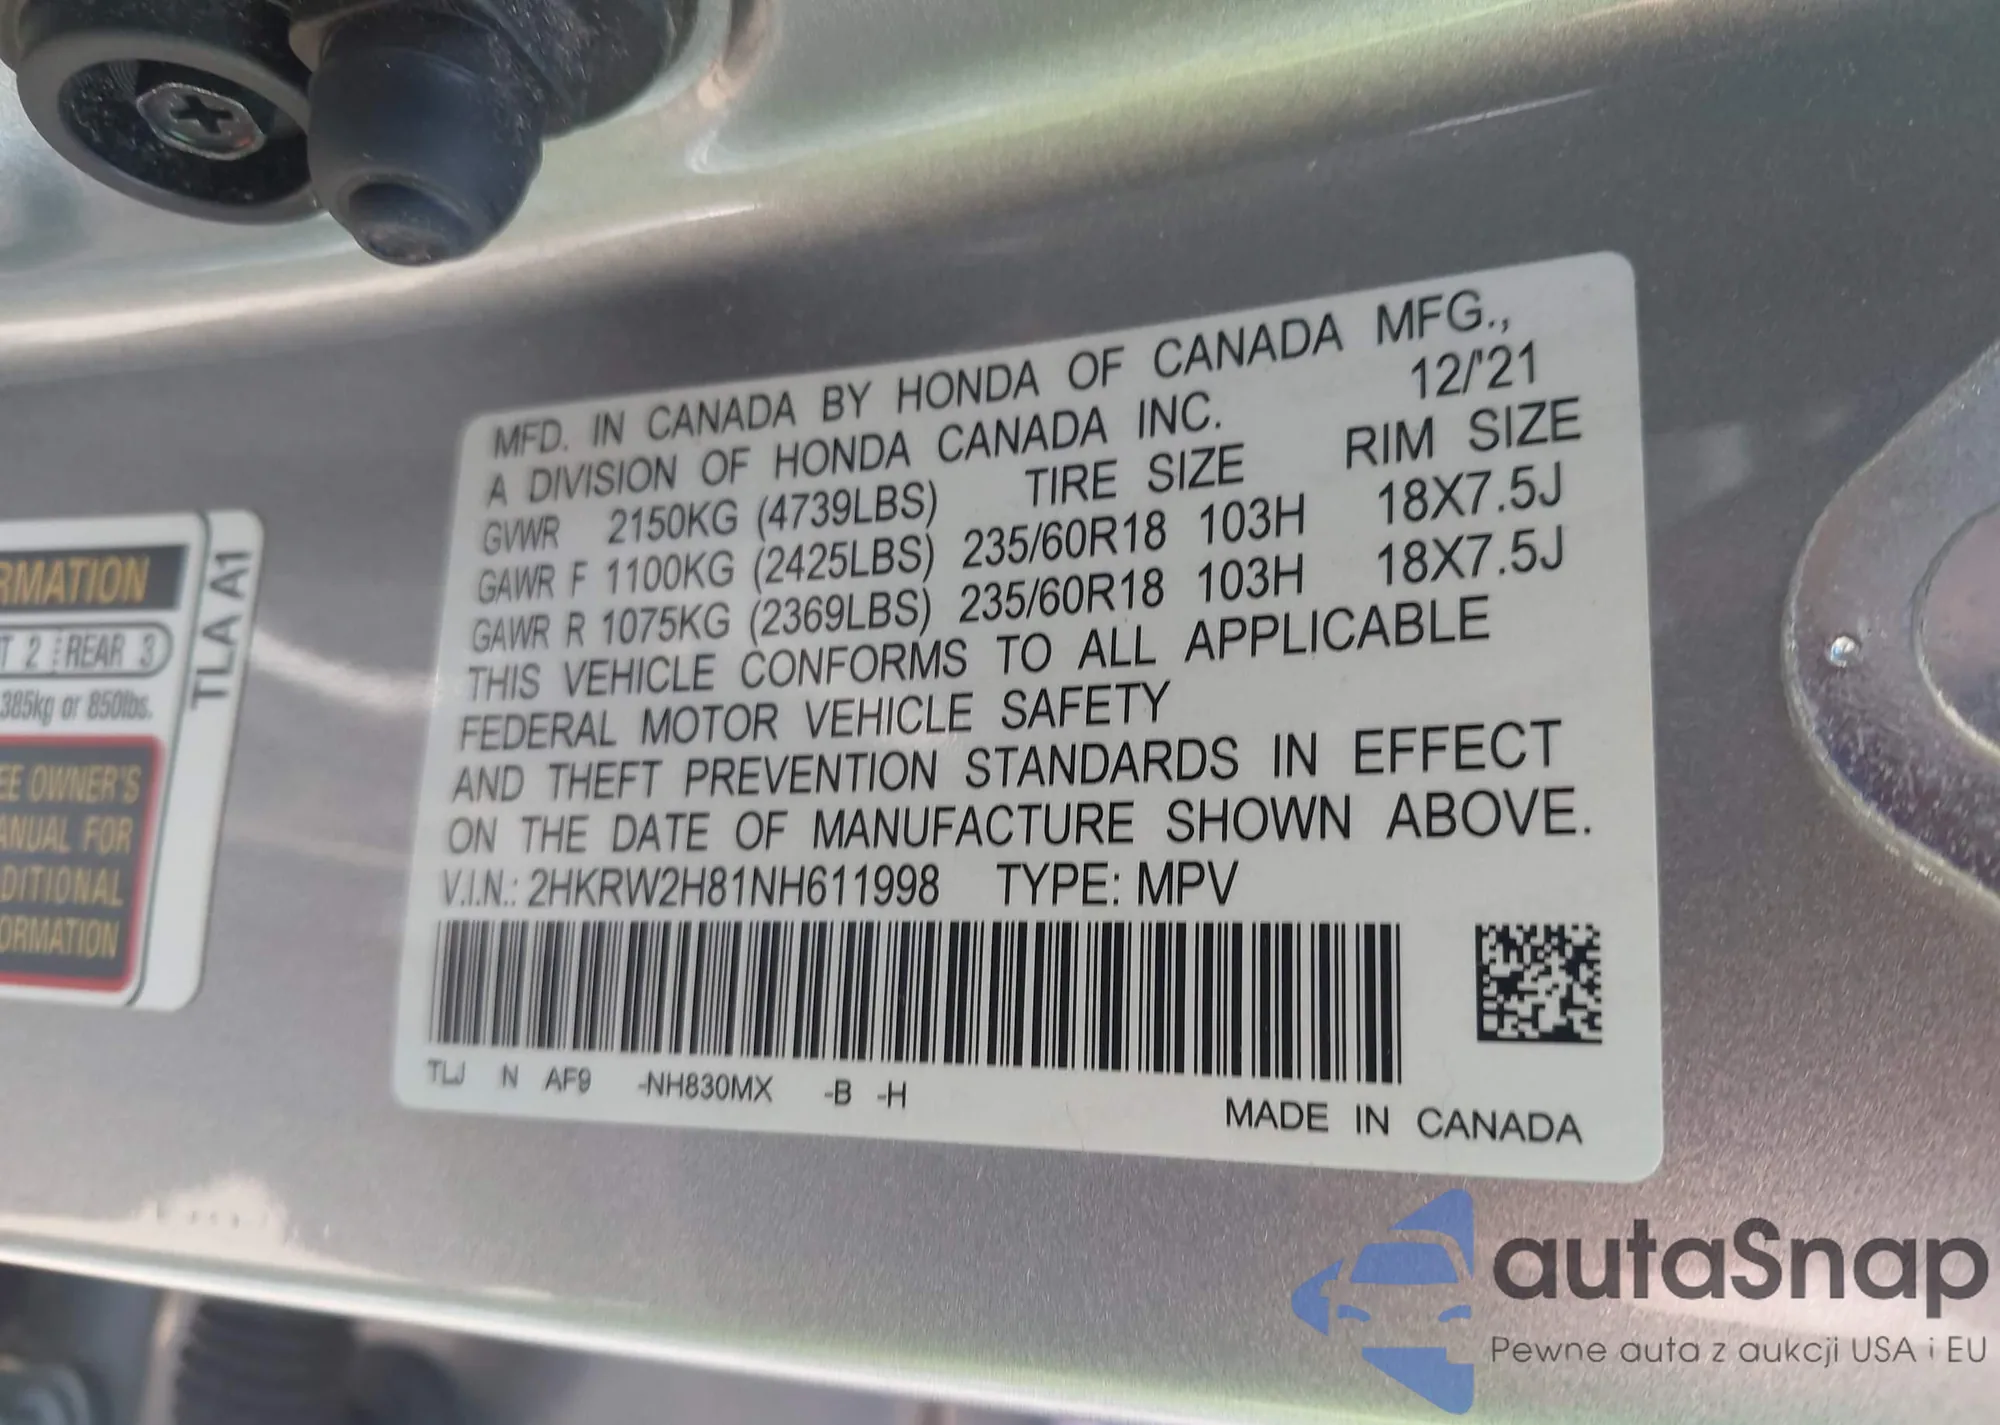 MFD. IN CANADA BY HONDA OF CANADA MFG.,
A DIVISION OF HONDA CANADA INC. 12/'21
GVWR 2150KG (4739LBS) TIRE SIZE RIM SIZE
GAWR F 1100KG (2425LBS) 235/60R18 103H 18X7.5J
GAWR R 1075KG (2369LBS) 235/60R18 103H 18X7.5J
THIS VEHICLE CONFORMS TO ALL APPLICABLE
FEDERAL MOTOR VEHICLE SAFETY
AND THEFT PREVENTION STANDARDS IN EFFECT
ON THE DATE OF MANUFACTURE SHOWN ABOVE.
V.I.N.: 2HKRW2H81NH611998 TYPE: MPV
TLJ N AF9 -NH830MX -B -H
MADE IN CANADA
RMATION
T 2 REAR 3
385kg or 850lbs.
EE OWNER'S
ANUAL FOR
DITIONAL
ORMATION
TLA A1
autaSnap
Pewne auta z aukcji USA i EU